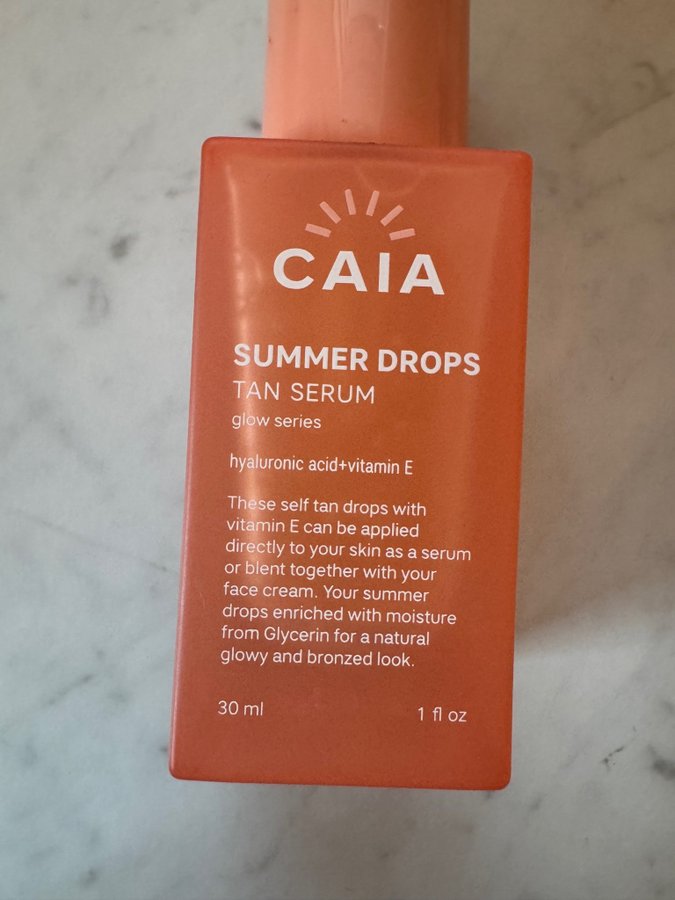 CAIA
SUMMER DROPS
TAN SERUM
glow series
hyaluronic acid+vitamin E
These self tan drops with
vitamin E can be applied
directly to your skin as a serum
or blent together with your
face cream. Your summer
drops enriched with moisture
from Glycerin for a natural
glowy and bronzed look.
30 ml 1 fl oz